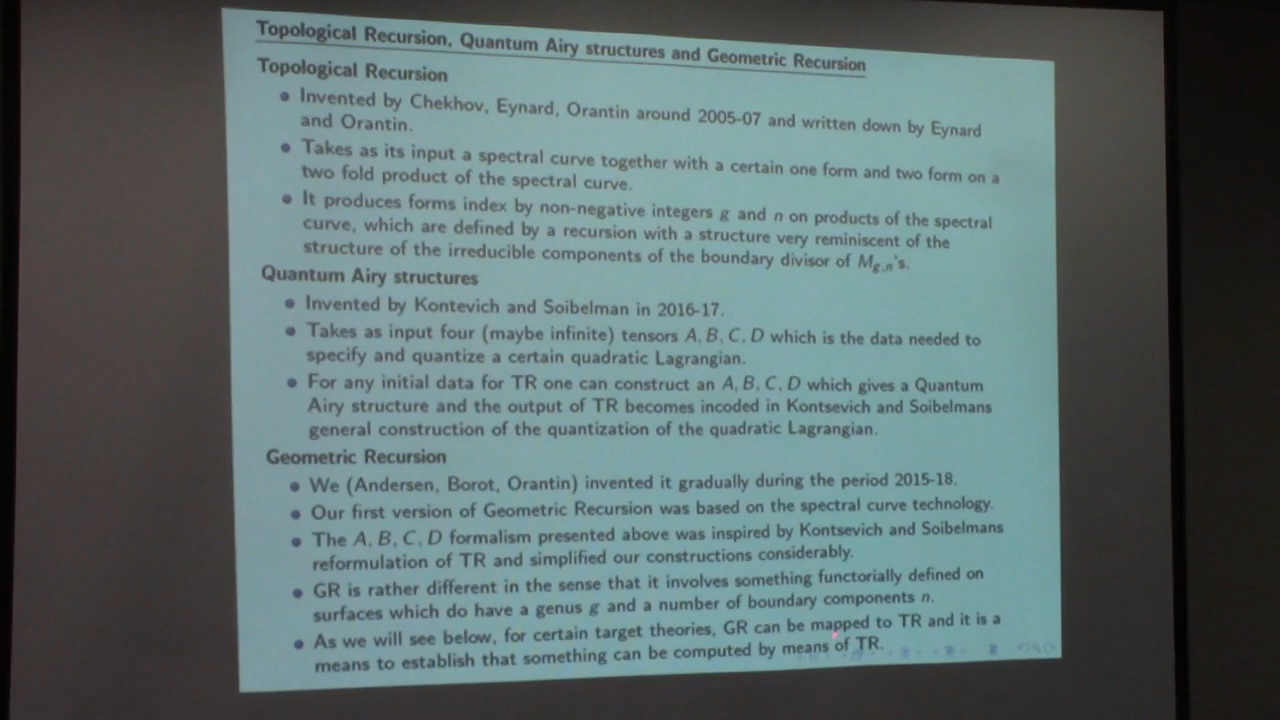 Topological Recursion, Quantum Airy structures and Geometric Recursion
Topological Recursion
• Invented by Chekhov, Eynard, Orantin around 2005-07 and written down by Eynard
and Orantin.
• Takes as its input a spectral curve together with a certain one form and two form on a
two fold product of the spectral curve.
• It produces forms index by non-negative integers g and n on products of the spectral
curve, which are defined by a recursion with a structure very reminiscent of the
structure of the irreducible components of the boundary divisor of M_{g,n}'s.
Quantum Airy structures
• Invented by Kontevich and Soibelman in 2016-17.
• Takes as input four (maybe infinite) tensors A, B, C, D which is the data needed to
specify and quantize a certain quadratic Lagrangian.
• For any initial data for TR one can construct an A, B, C, D which gives a Quantum
Airy structure and the output of TR becomes incoded in Kontsevich and Soibelmans
general construction of the quantization of the quadratic Lagrangian.
Geometric Recursion
• We (Andersen, Borot, Orantin) invented it gradually during the period 2015-18.
• Our first version of Geometric Recursion was based on the spectral curve technology.
• The A, B, C, D formalism presented above was inspired by Kontsevich and Soibelmans
reformulation of TR and simplified our constructions considerably.
• GR is rather different in the sense that it involves something functorially defined on
surfaces which do have a genus g and a number of boundary components n.
• As we will see below, for certain target theories, GR can be mapped to TR and it is a
means to establish that something can be computed by means of TR.